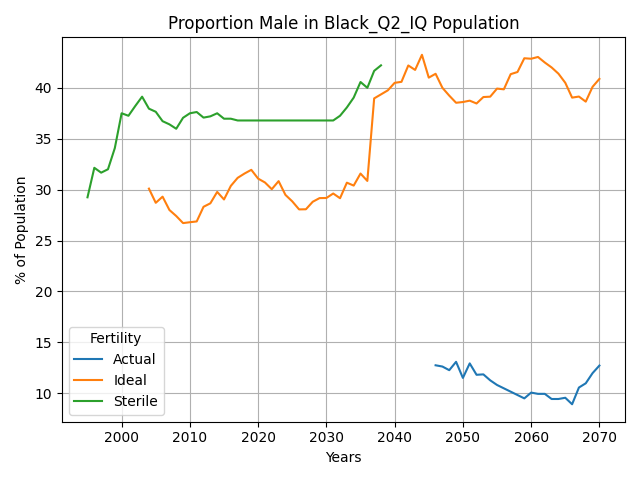 Proportion Male in Black_Q2_IQ Population
% of Population
40
35
30
25
20
15
10
Fertility
Actual
Ideal
Sterile
2000 2010 2020 2030 2040 2050 2060 2070
Years